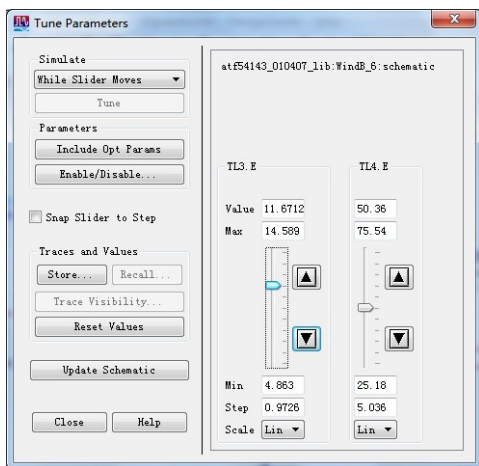 Tune Parameters
Simulate
While Slider Moves
Tune
Parameters
Include Opt Params
Enable/Disable...
Snap Slider to Step
Traces and Values
Store... Recall...
Trace Visibility...
Reset Values
Update Schematic
Close Help
atf54143_010407_lib:WindB_6:schematic
TL3.E TL4.E
Value 11.6712 50.36
Max 14.589 75.54
Min 4.863 25.18
Step 0.9726 5.036
Scale Lin Lin